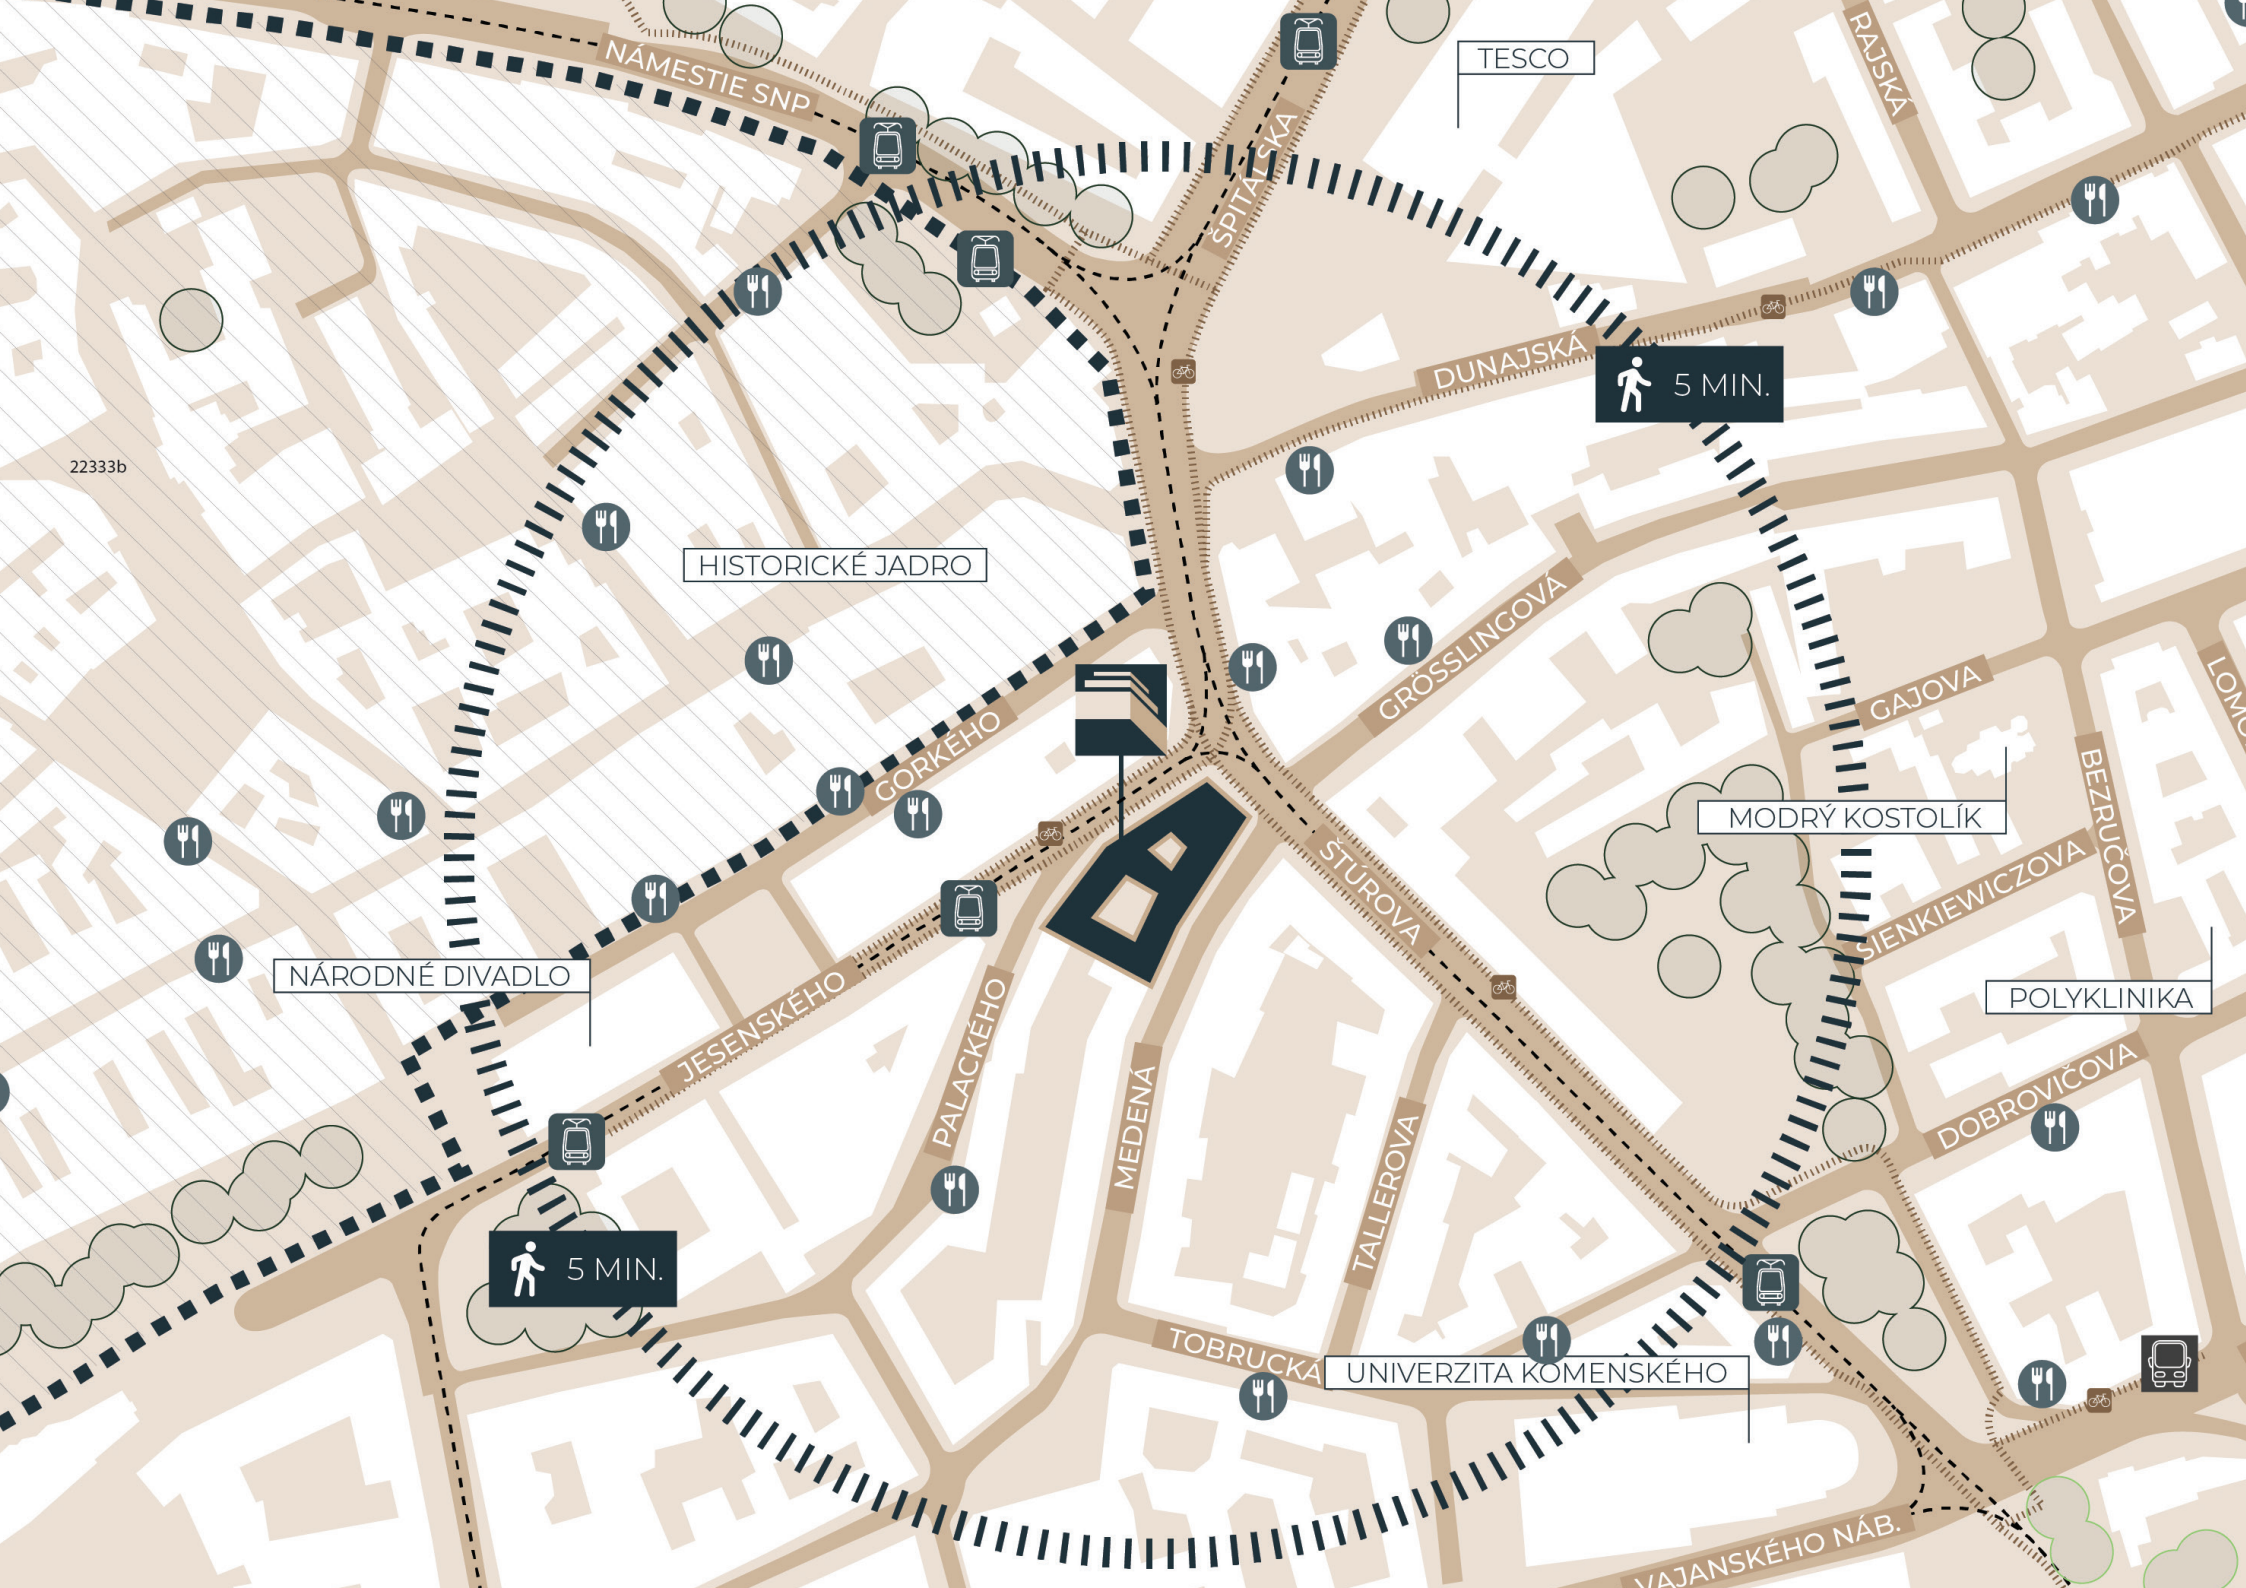 NÁMESTIE SNP
TESCO
RAJSKÁ
ŠPITÁLSKA
DUNAJSKÁ
5 MIN.
22333b
HISTORICKÉ JADRO
GRÖSSLINGOVÁ
GAJOVA
GORKÉHO
BEZRUČOVA
MODRÝ KOSTOLÍK
ŠTÚROVA
SIENKIEWICZOVA
NÁRODNÉ DIVADLO
JESENSKÉHO
PALACKÉHO
POLYKLINIKA
MEDENÁ
TALLEROVA
DOBROVIČOVA
5 MIN.
TOBRUCKÁ
UNIVERZITA KOMENSKÉHO
VAJANSKÉHO NÁB.